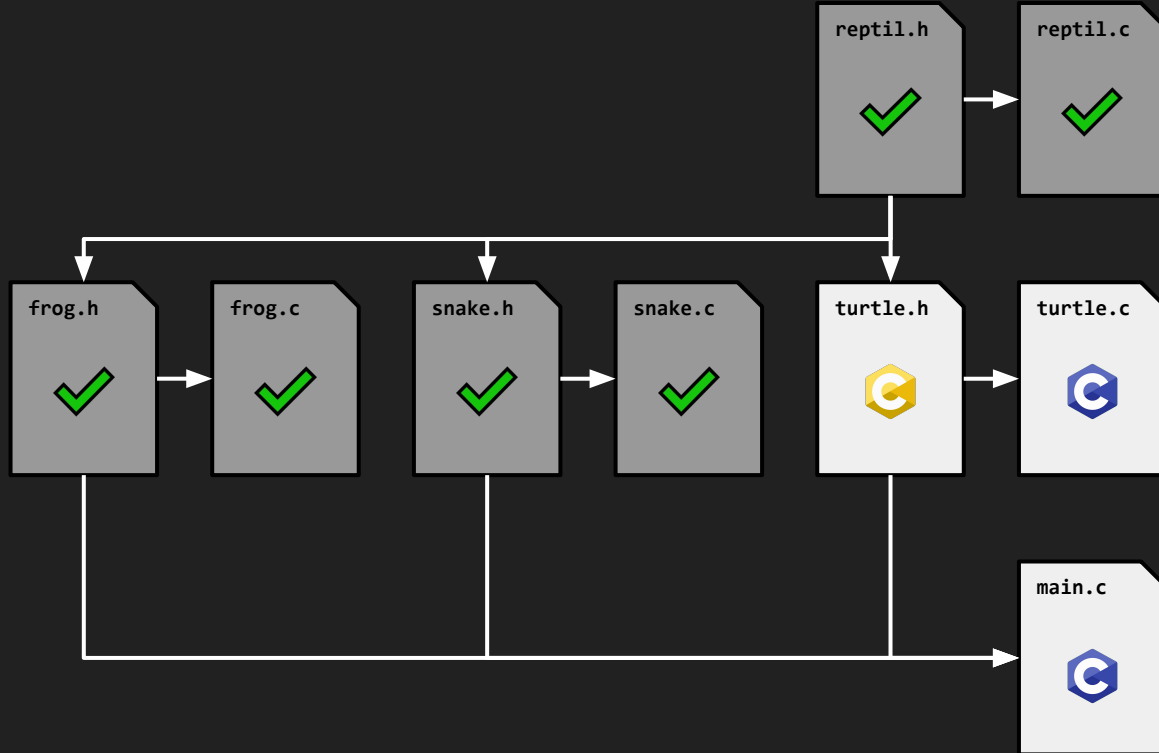 reptil.h
reptil.c
frog.h
frog.c
snake.h
snake.c
turtle.h
turtle.c
C
C
main.c
C